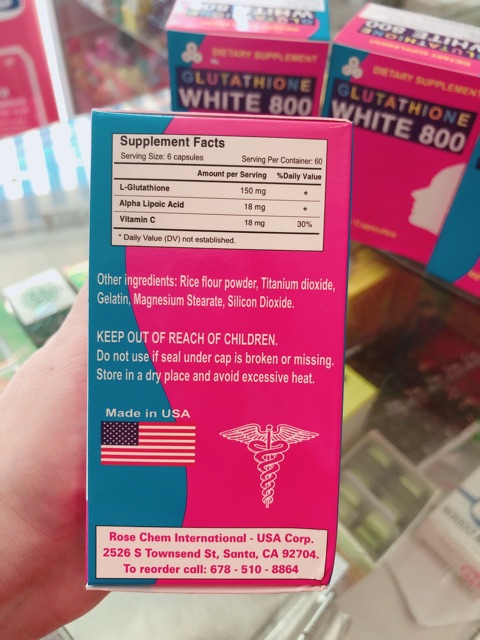 DIETARY SUPPLEMENT
GLUTATHIONE
WHITE 800
DIETARY SUPPLEMENT
GLUTATHIONE
WHITE 800
Supplement Facts
Serving Size: 6 capsules Serving Per Container: 60
Amount per Serving %Daily Value
L-Glutathione 150 mg *
Alpha Lipoic Acid 18 mg *
Vitamin C 18 mg 30%
* Daily Value (DV) not established.
Other ingredients: Rice flour powder, Titanium dioxide,
Gelatin, Magnesium Stearate, Silicon Dioxide.
KEEP OUT OF REACH OF CHILDREN.
Do not use if seal under cap is broken or missing.
Store in a dry place and avoid excessive heat.
Made in USA
Rose Chem International - USA Corp.
2526 S Townsend St, Santa, CA 92704.
To reorder call: 678 - 510 - 8864